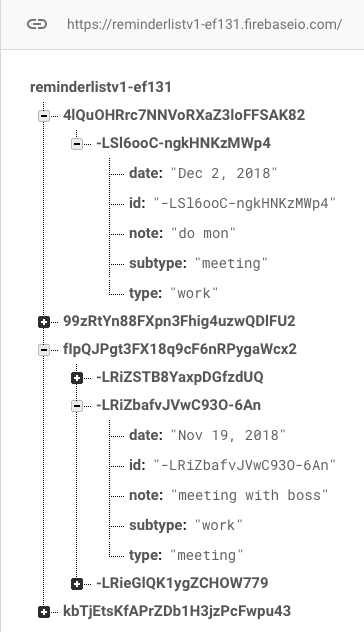 https://reminderlistv1-ef131.firebaseio.com/
reminderlistv1-ef131
4lQuOHRrc7NNVoRXaZ3loFFSAK82
-LSl6ooC-ngkHNKzMWp4
date: "Dec 2, 2018"
id: "-LSl6ooC-ngkHNKzMWp4"
note: "do mon"
subtype: "meeting"
type: "work"
99zRtYn88FXpn3Fhig4uzwQDlFU2
fIpQJPgt3FX18q9cF6nRPygaWcx2
-LRiZSTB8YaxpDGfzdUQ
-LRiZbafvJVwC93O-6An
date: "Nov 19, 2018"
id: "-LRiZbafvJVwC93O-6An"
note: "meeting with boss"
subtype: "work"
type: "meeting"
-LRieGlQK1ygZCHOW779
kbTjEtsKfAPrZDb1H3jzPcFwpu43